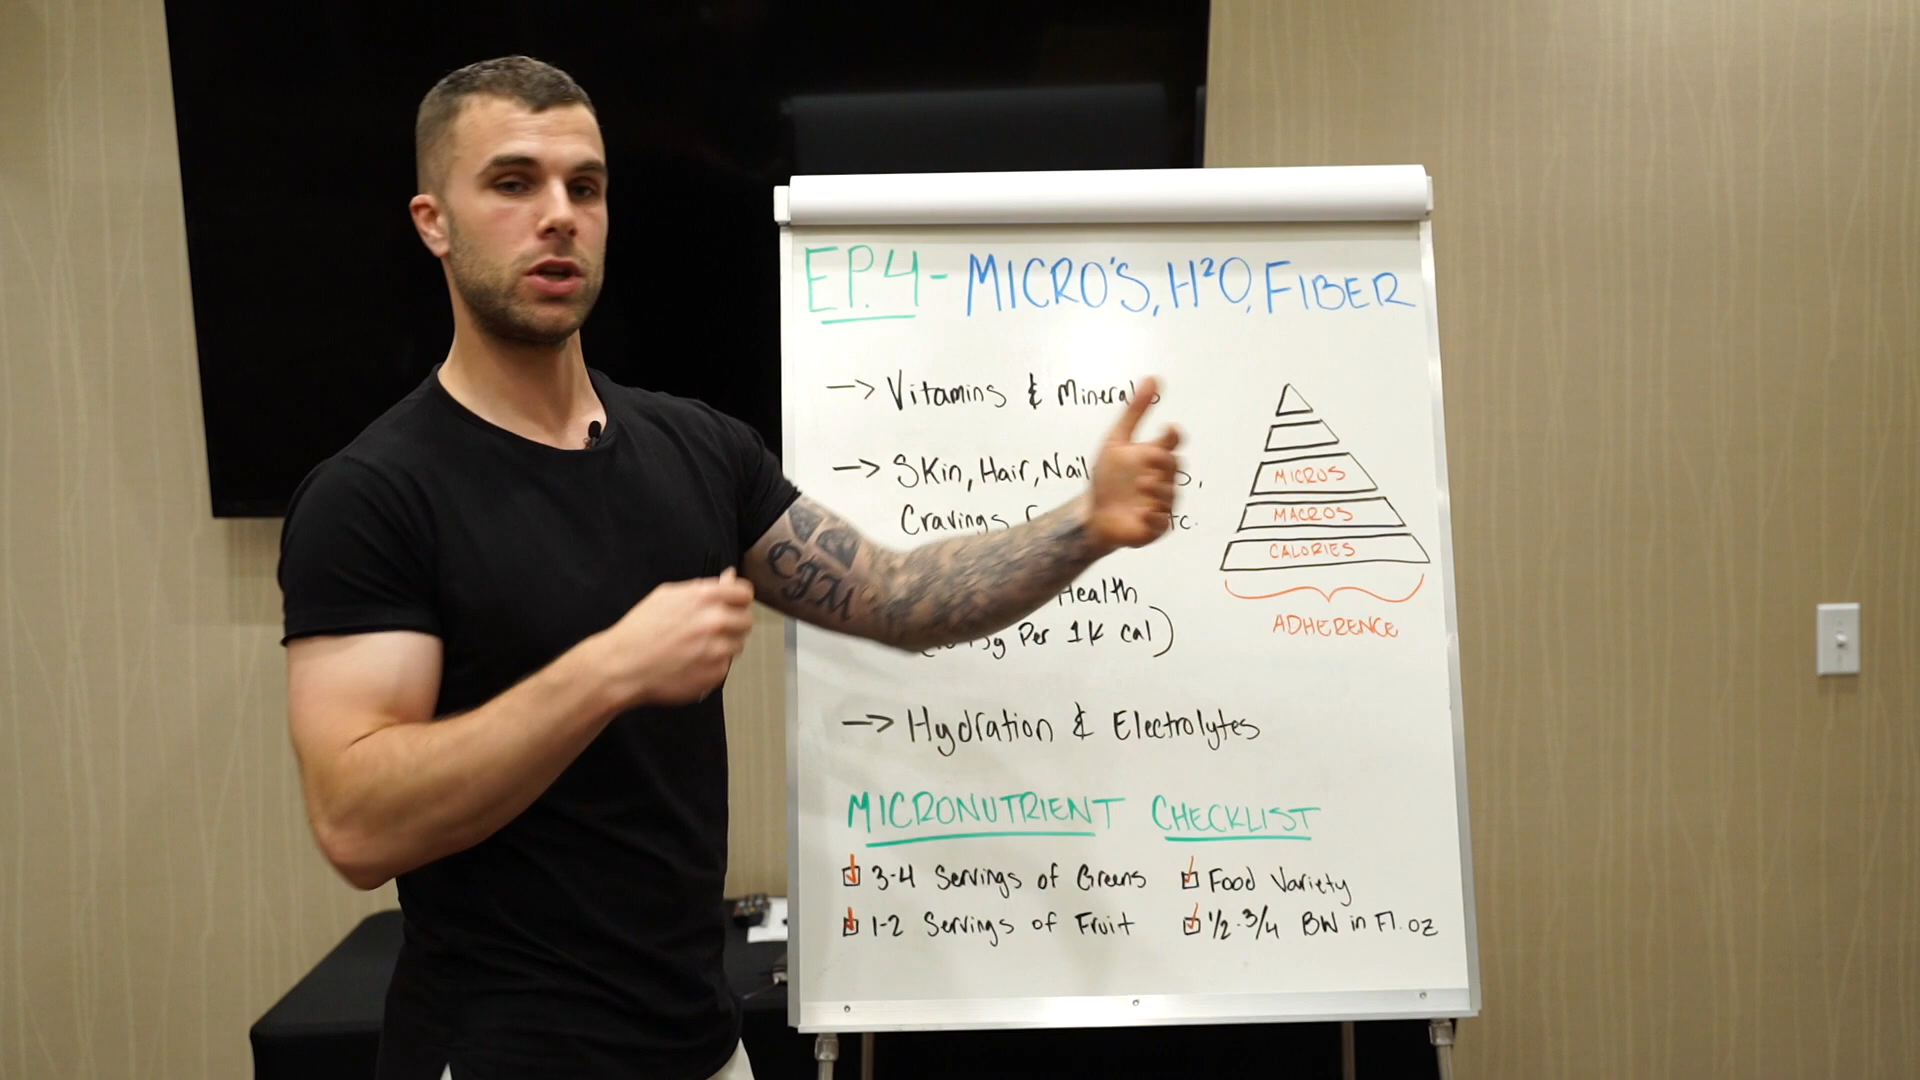 EP.4 - MICRO'S, H²O, FIBER
→ Vitamins & Minerals
→ Skin, Hair, Nail
Cravings
Health
Per 1K cal)
→ Hydration & Electrolytes
MICROS
MACROS
CALORIES
ADHERENCE
MICRONUTRIENT CHECKLIST
3-4 Servings of Greens
1-2 Servings of Fruit
Food Variety
1/2-3/4 BW in Fl. oz
CJM